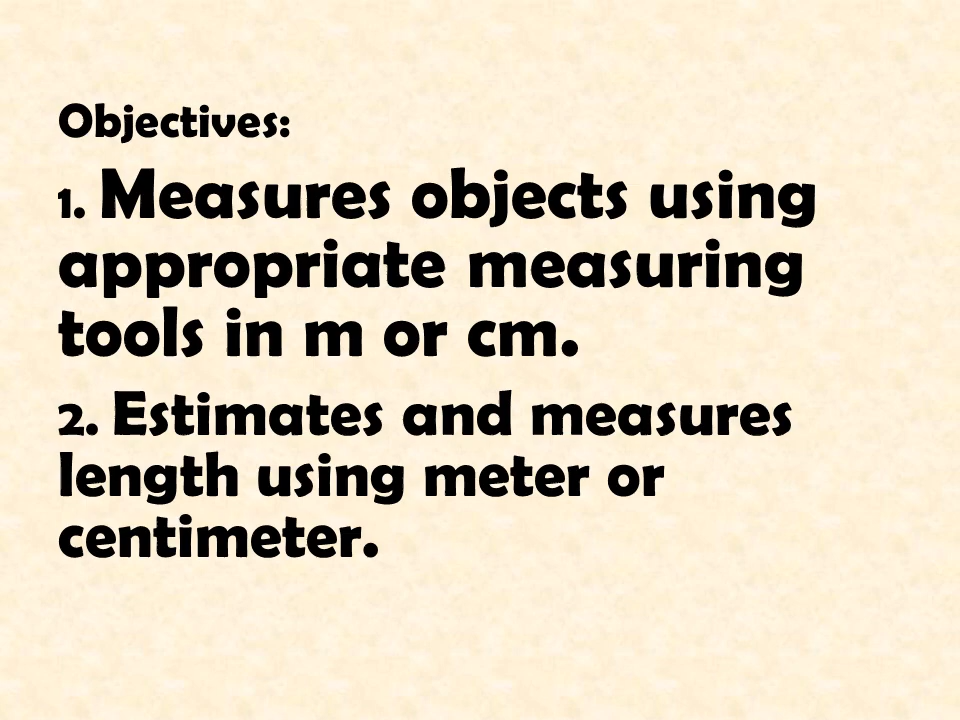 Objectives:
1. Measures objects using
appropriate measuring
tools in m or cm.
2. Estimates and measures
length using meter or
centimeter.